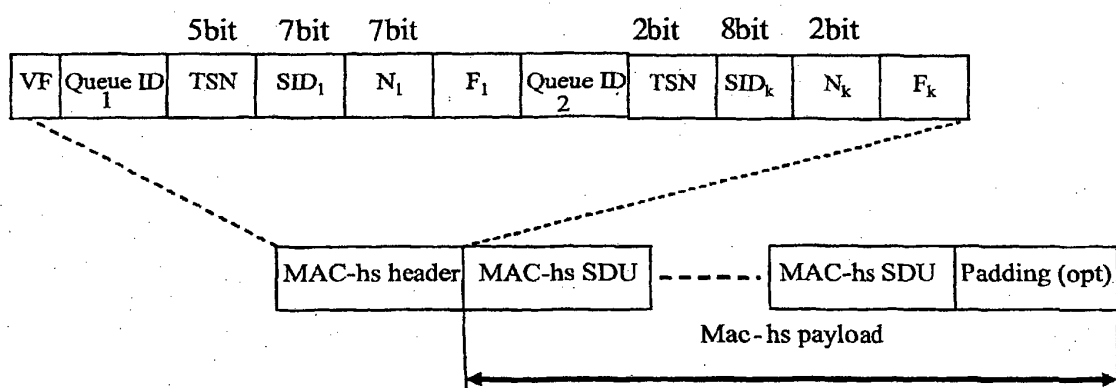 5bit 7bit 7bit 2bit 8bit 2bit
VF Queue ID 1 TSN SID₁ N₁ F₁ Queue ID 2 TSN SIDₖ Nₖ Fₖ
MAC-hs header MAC-hs SDU MAC-hs SDU Padding (opt)
Mac-hs payload